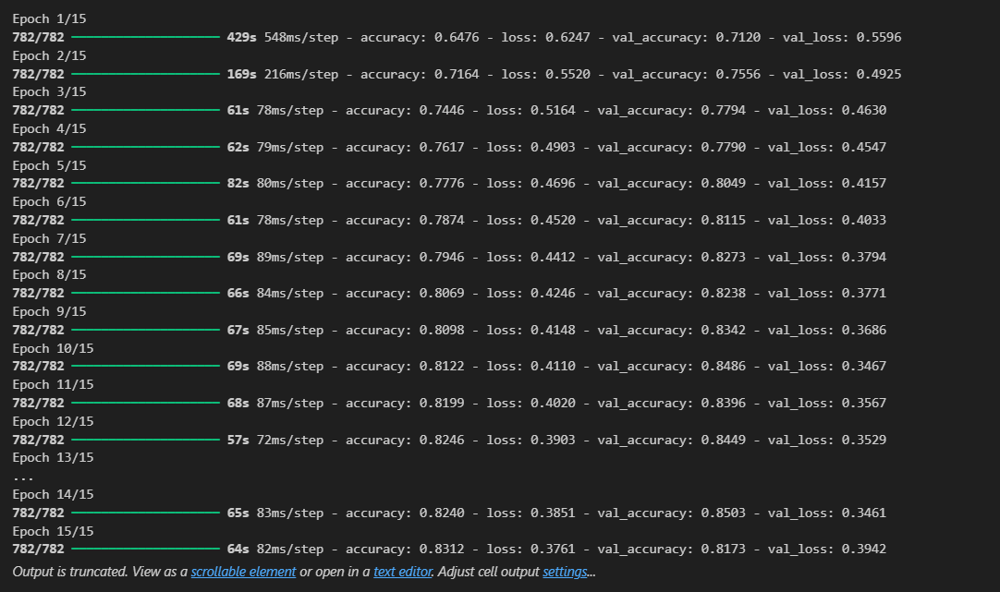 Epoch 1/15
782/782 429s 548ms/step - accuracy: 0.6476 - loss: 0.6247 - val_accuracy: 0.7120 - val_loss: 0.5596
Epoch 2/15
782/782 169s 216ms/step - accuracy: 0.7164 - loss: 0.5520 - val_accuracy: 0.7556 - val_loss: 0.4925
Epoch 3/15
782/782 61s 78ms/step - accuracy: 0.7446 - loss: 0.5164 - val_accuracy: 0.7794 - val_loss: 0.4630
Epoch 4/15
782/782 62s 79ms/step - accuracy: 0.7617 - loss: 0.4903 - val_accuracy: 0.7790 - val_loss: 0.4547
Epoch 5/15
782/782 82s 80ms/step - accuracy: 0.7776 - loss: 0.4696 - val_accuracy: 0.8049 - val_loss: 0.4157
Epoch 6/15
782/782 61s 78ms/step - accuracy: 0.7874 - loss: 0.4520 - val_accuracy: 0.8115 - val_loss: 0.4033
Epoch 7/15
782/782 69s 89ms/step - accuracy: 0.7946 - loss: 0.4412 - val_accuracy: 0.8273 - val_loss: 0.3794
Epoch 8/15
782/782 66s 84ms/step - accuracy: 0.8069 - loss: 0.4246 - val_accuracy: 0.8238 - val_loss: 0.3771
Epoch 9/15
782/782 67s 85ms/step - accuracy: 0.8098 - loss: 0.4148 - val_accuracy: 0.8342 - val_loss: 0.3686
Epoch 10/15
782/782 69s 88ms/step - accuracy: 0.8122 - loss: 0.4110 - val_accuracy: 0.8486 - val_loss: 0.3467
Epoch 11/15
782/782 68s 87ms/step - accuracy: 0.8199 - loss: 0.4020 - val_accuracy: 0.8396 - val_loss: 0.3567
Epoch 12/15
782/782 57s 72ms/step - accuracy: 0.8246 - loss: 0.3903 - val_accuracy: 0.8449 - val_loss: 0.3529
Epoch 13/15
...
Epoch 14/15
782/782 65s 83ms/step - accuracy: 0.8240 - loss: 0.3851 - val_accuracy: 0.8503 - val_loss: 0.3461
Epoch 15/15
782/782 64s 82ms/step - accuracy: 0.8312 - loss: 0.3761 - val_accuracy: 0.8173 - val_loss: 0.3942
Output is truncated. View as a scrollable element or open in a text editor. Adjust cell output settings...